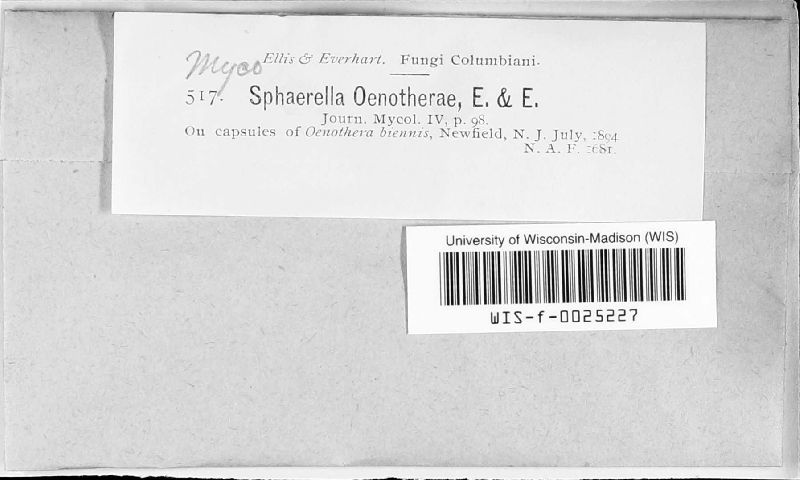 Myco Ellis & Everhart. Fungi Columbiani.
517. Sphaerella Oenotherae, E. & E.
Journ. Mycol. IV, p. 98.
On capsules of Oenothera biennis, Newfield, N. J. July, 1894
N. A. F. 1681.
University of Wisconsin-Madison (WIS)
WIS-f-0025227